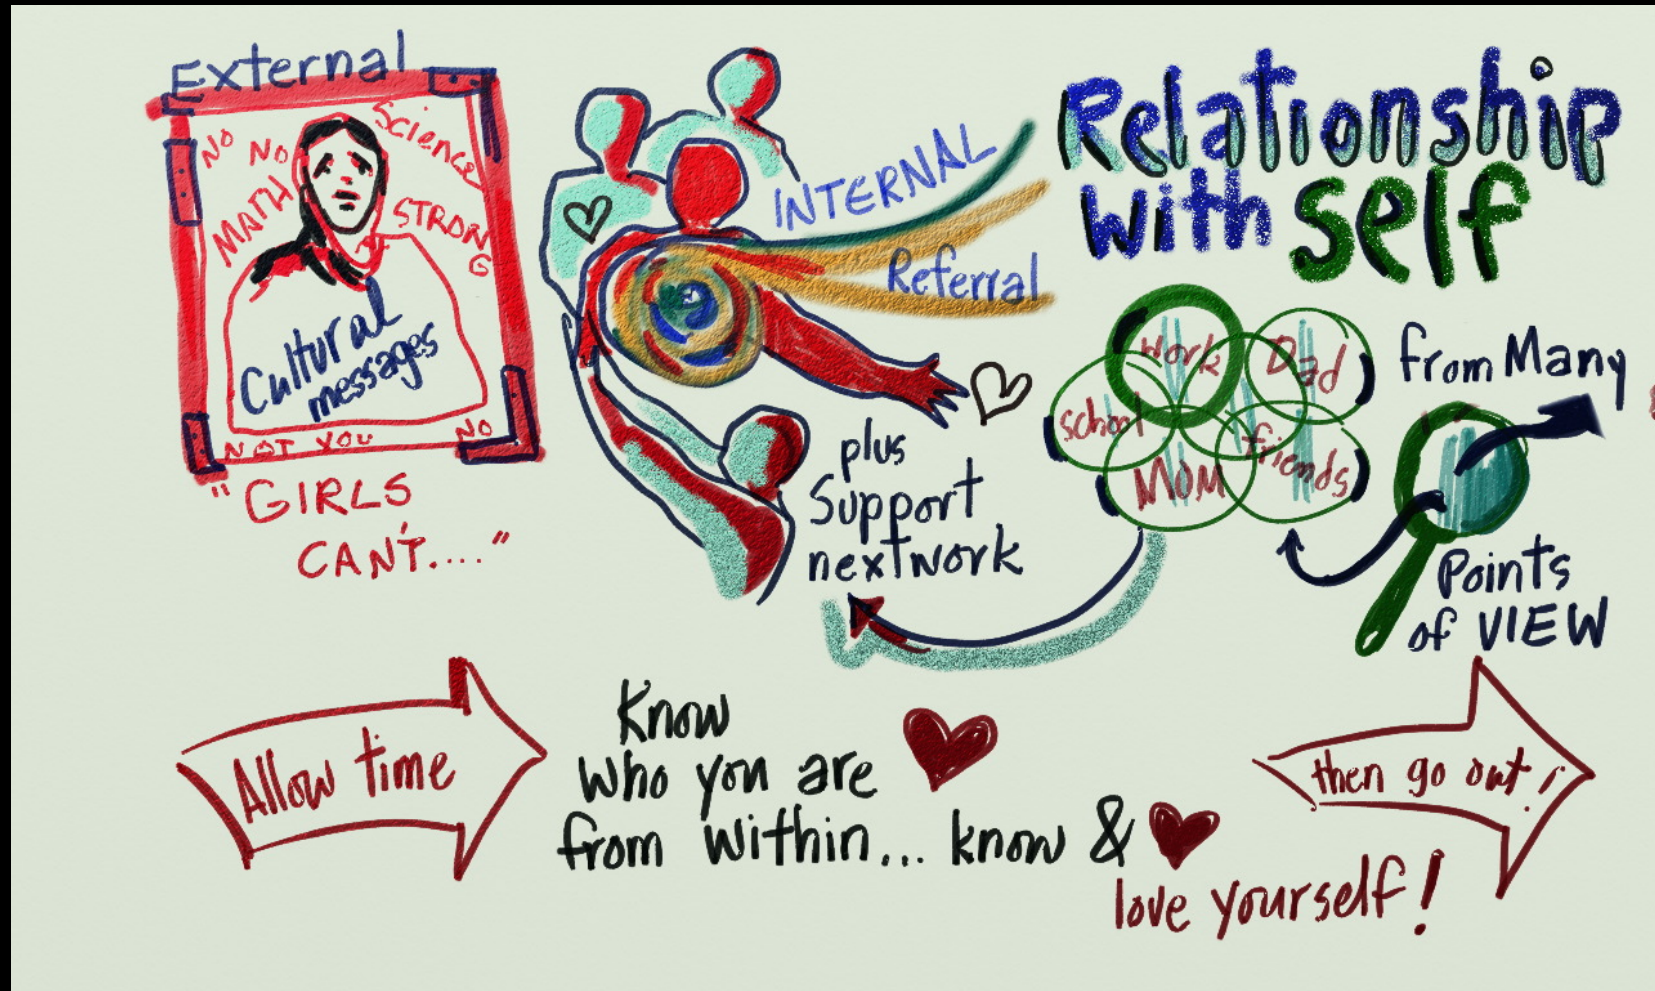 External
NO NO
MATH
Science
STRONG
Cultural
messages
NOT YOU NO
"GIRLS
CAN'T...."
INTERNAL
Referral
plus
Support
nextwork
Relationship
with self
work
Dad
school
MOM
friends
from Many
Points
of VIEW
Allow time
Know
who you are
from within... know &
love yourself!
then go out!